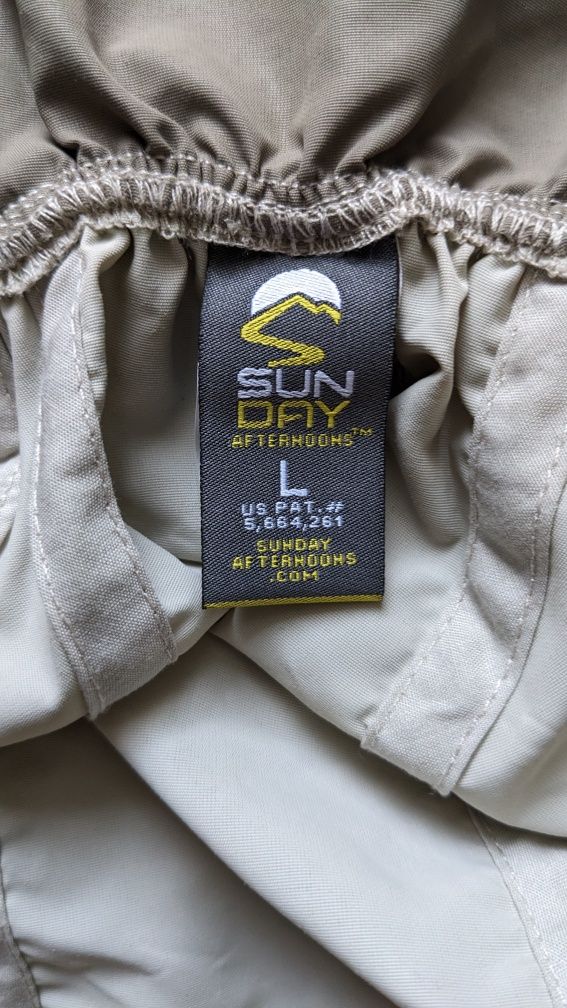 SUN
DAY
AFTERNOONS™
L
US PAT.#
5,664,261
SUNDAY
AFTERNOONS
.COM